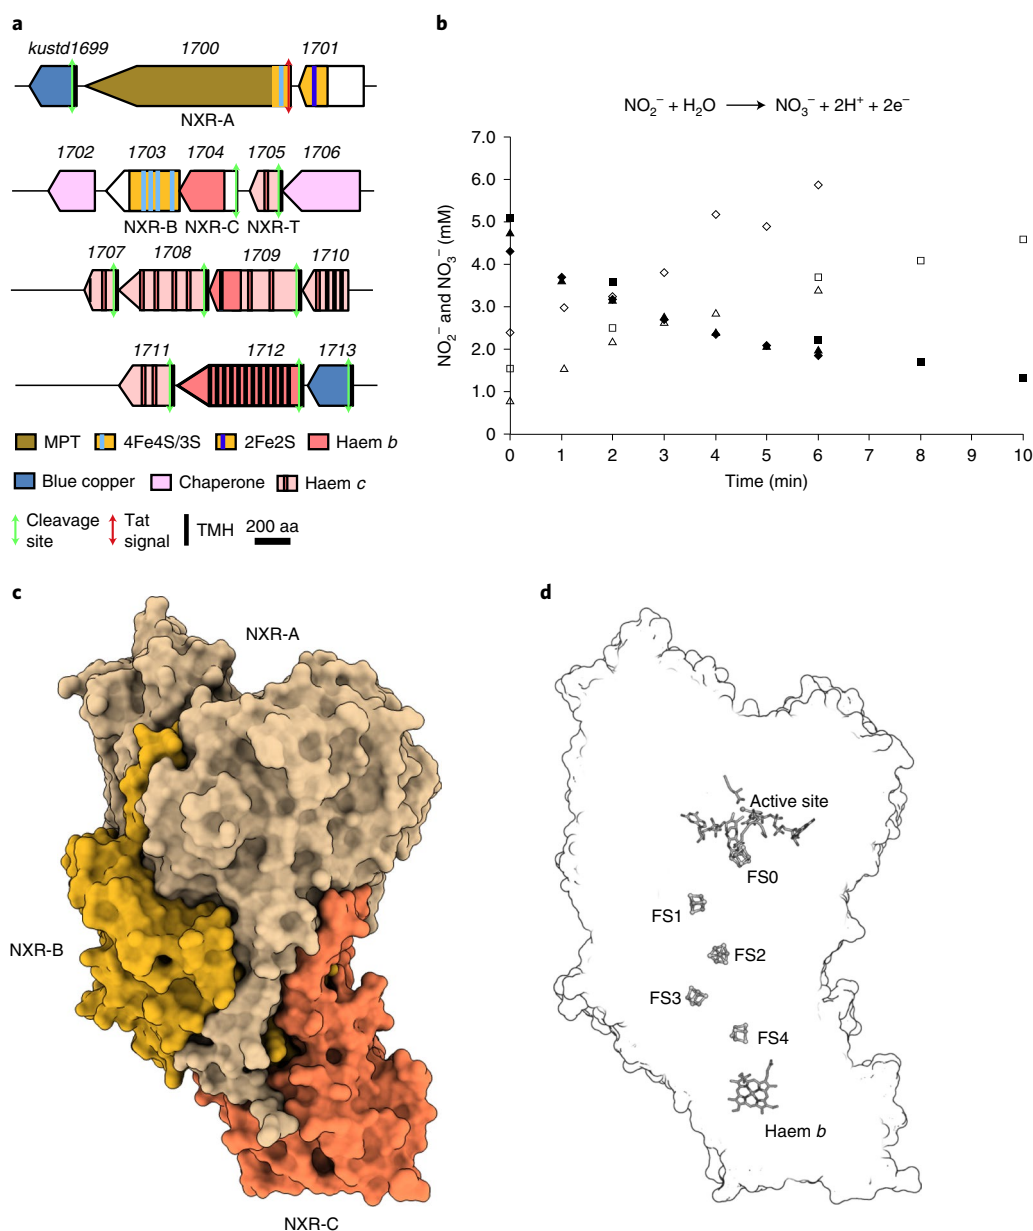 a
kustd1699 1700 1701
NXR-A
1702 1703 1704 1705 1706
NXR-B NXR-C NXR-T
1707 1708 1709 1710
1711 1712 1713
MPT 4Fe4S/3S 2Fe2S Haem b
Blue copper Chaperone Haem c
Cleavage site Tat signal TMH 200 aa
b
NO₂⁻ + H₂O ⟶ NO₃⁻ + 2H⁺ + 2e⁻
NO₂⁻ and NO₃⁻ (mM)
7.0
6.0
5.0
4.0
3.0
2.0
1.0
0
0 1 2 3 4 5 6 7 8 9 10
Time (min)
c
NXR-A
NXR-B
NXR-C
d
Active site
FS0
FS1
FS2
FS3
FS4
Haem b